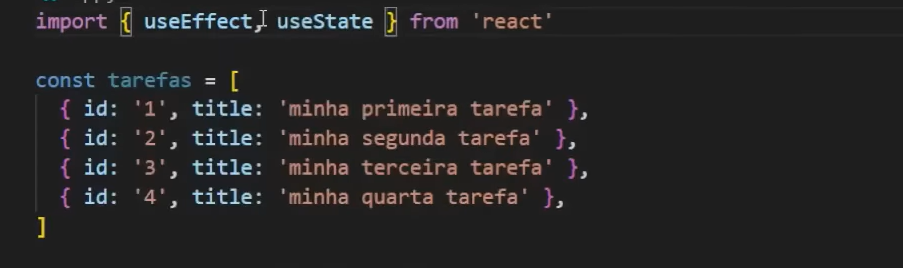 import { useEffect, useState } from 'react'
const tarefas = [
{ id: '1', title: 'minha primeira tarefa' },
{ id: '2', title: 'minha segunda tarefa' },
{ id: '3', title: 'minha terceira tarefa' },
{ id: '4', title: 'minha quarta tarefa' },
]